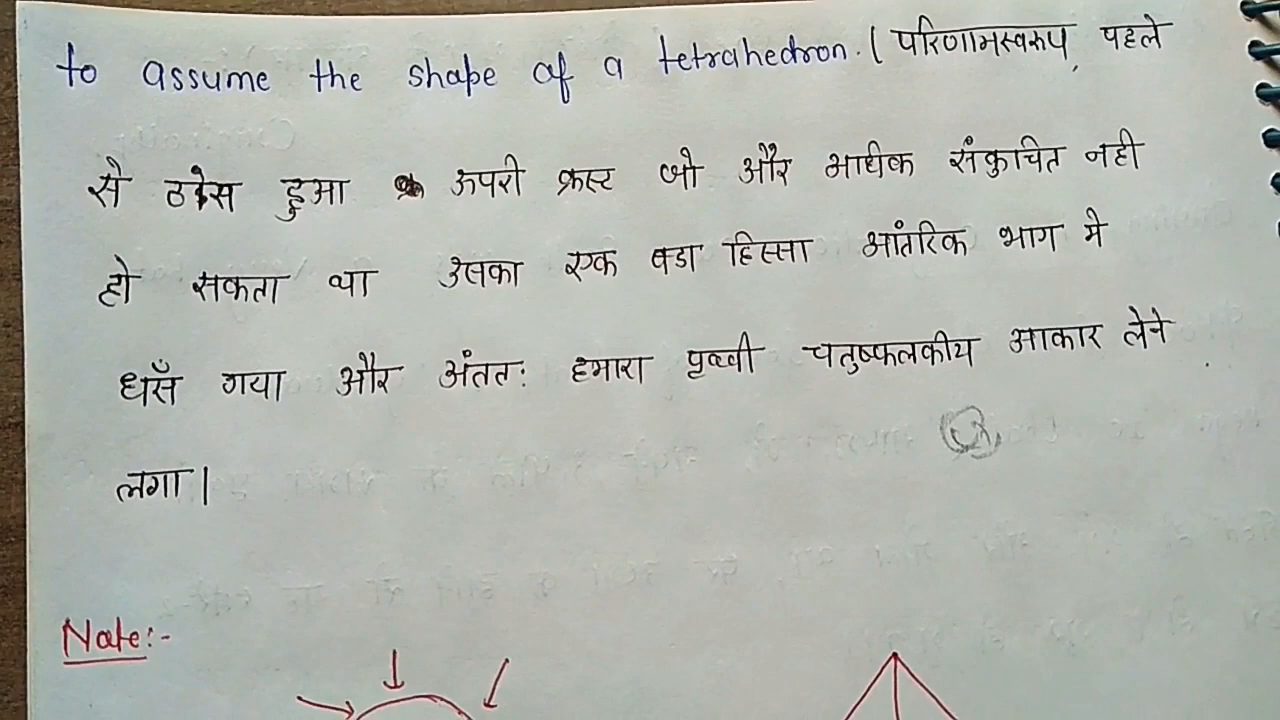 to assume the shape of a tetrahedron. ( परिणामस्वरुप, पहले
से ठोस हुआ ऊपरी क्रस्ट जो और अधीक संकुचित नही
हो सकता था उसका एक बडा हिस्सा आंतरिक भाग मे
धसँ गया और अंततः हमारा पृथ्वी चतुष्फलकीय आकार लेने
लगा।
Note:-